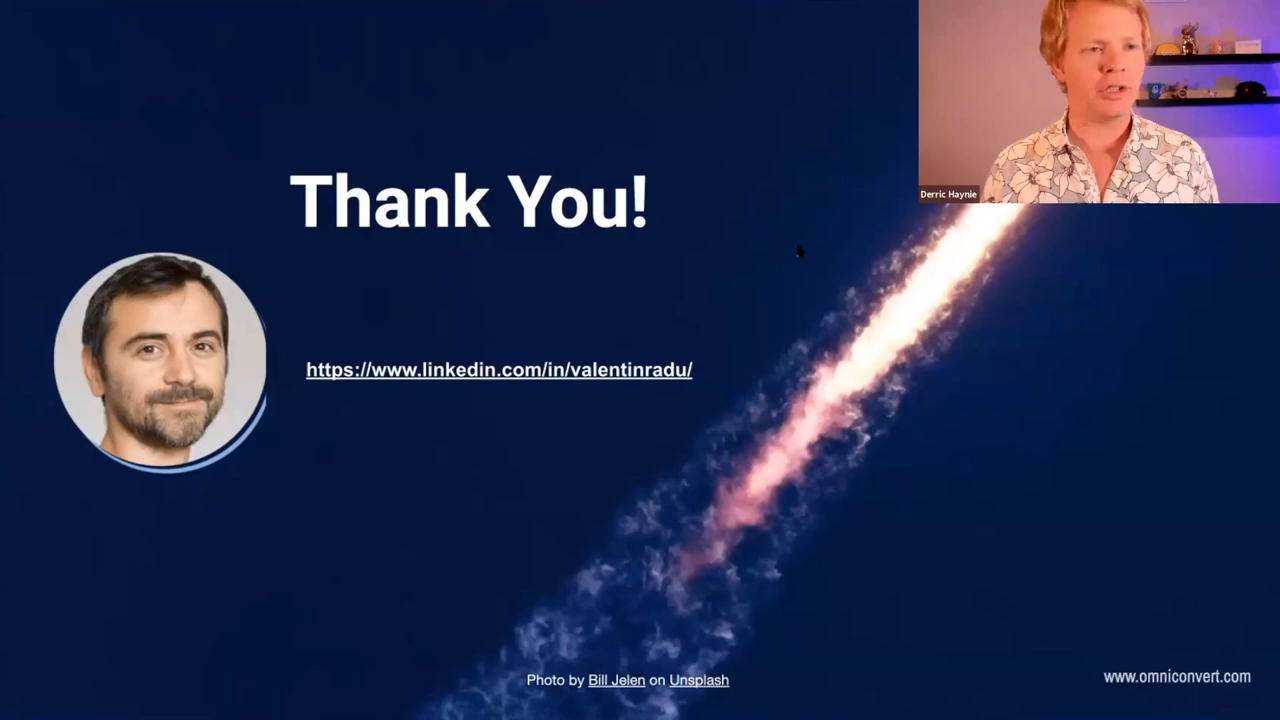 Derric Haynie
Thank You!
https://www.linkedin.com/in/valentinradu/
Photo by Bill Jelen on Unsplash
www.omniconvert.com